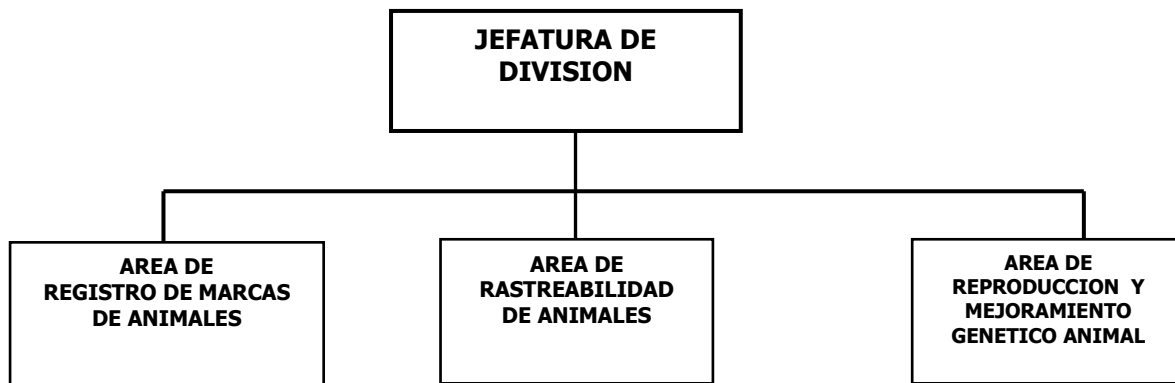 JEFATURA DE
DIVISION
AREA DE
REGISTRO DE MARCAS
DE ANIMALES
AREA DE
RASTREABILIDAD
DE ANIMALES
AREA DE
REPRODUCCION Y
MEJORAMIENTO
GENETICO ANIMAL